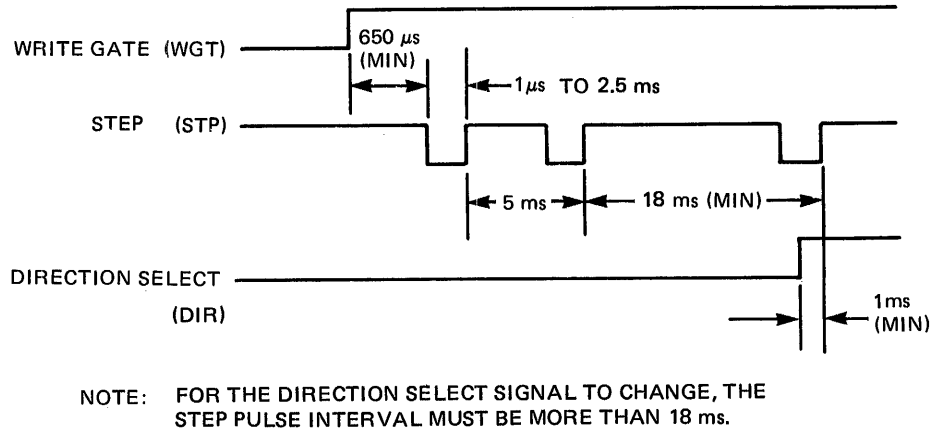 WRITE GATE (WGT)
650 µs
(MIN)
1µs TO 2.5 ms
STEP (STP)
5 ms
18 ms (MIN)
DIRECTION SELECT
(DIR)
1ms
(MIN)
NOTE: FOR THE DIRECTION SELECT SIGNAL TO CHANGE, THE
STEP PULSE INTERVAL MUST BE MORE THAN 18 ms.